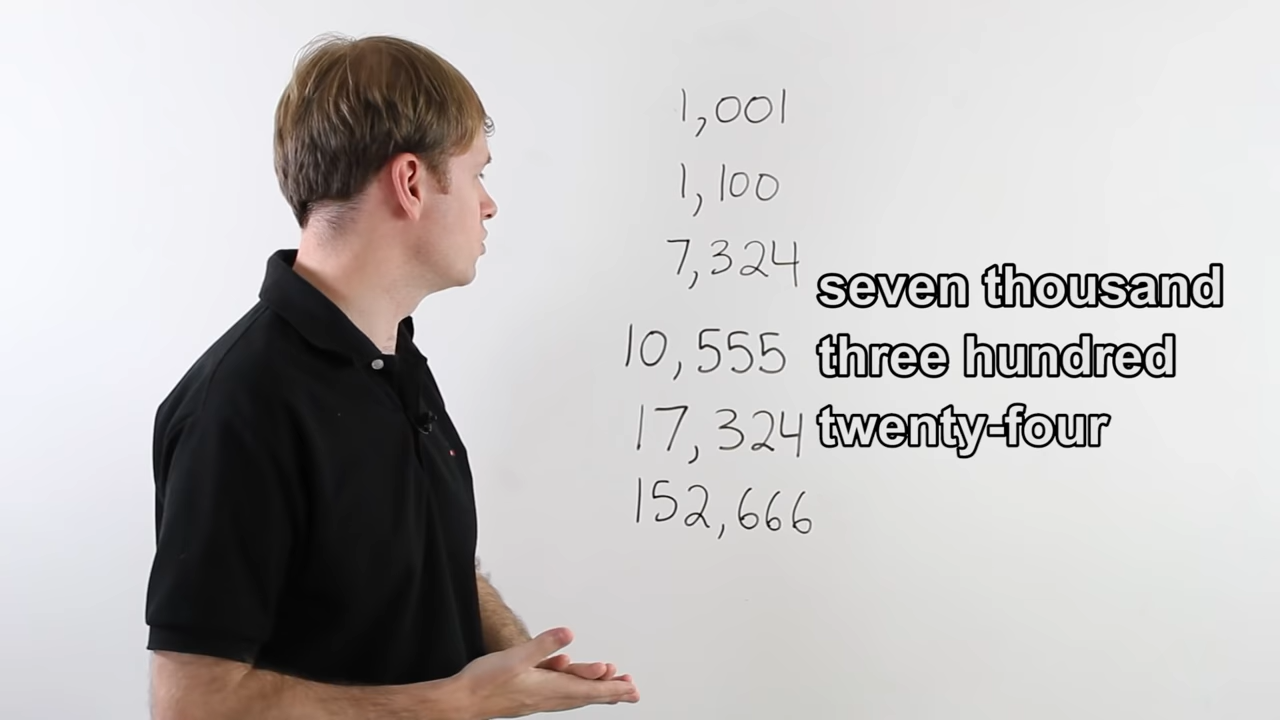 1,001
1,100
7,324
seven thousand
three hundred
twenty-four
10,555
17,324
152,666